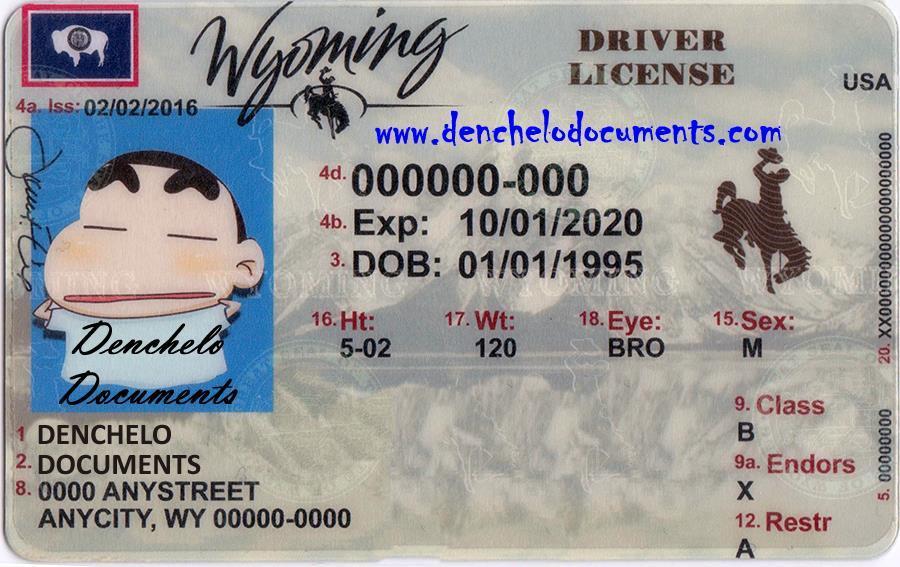 Wyoming
DRIVER
LICENSE
USA
4a. Iss: 02/02/2016
www.denchelodocuments.com
4d. 000000-000
4b. Exp: 10/01/2020
3. DOB: 01/01/1995
WYOMING WYOMING WYOMING WYOMING
16. Ht: 17. Wt: 18. Eye: 15. Sex:
5-02 120 BRO M
Denchelo
Documents
1 DENCHELO
2. DOCUMENTS
8. 0000 ANYSTREET
ANYCITY, WY 00000-0000
9. Class
B
9a. Endors
X
12. Restr
A
5. 00000000